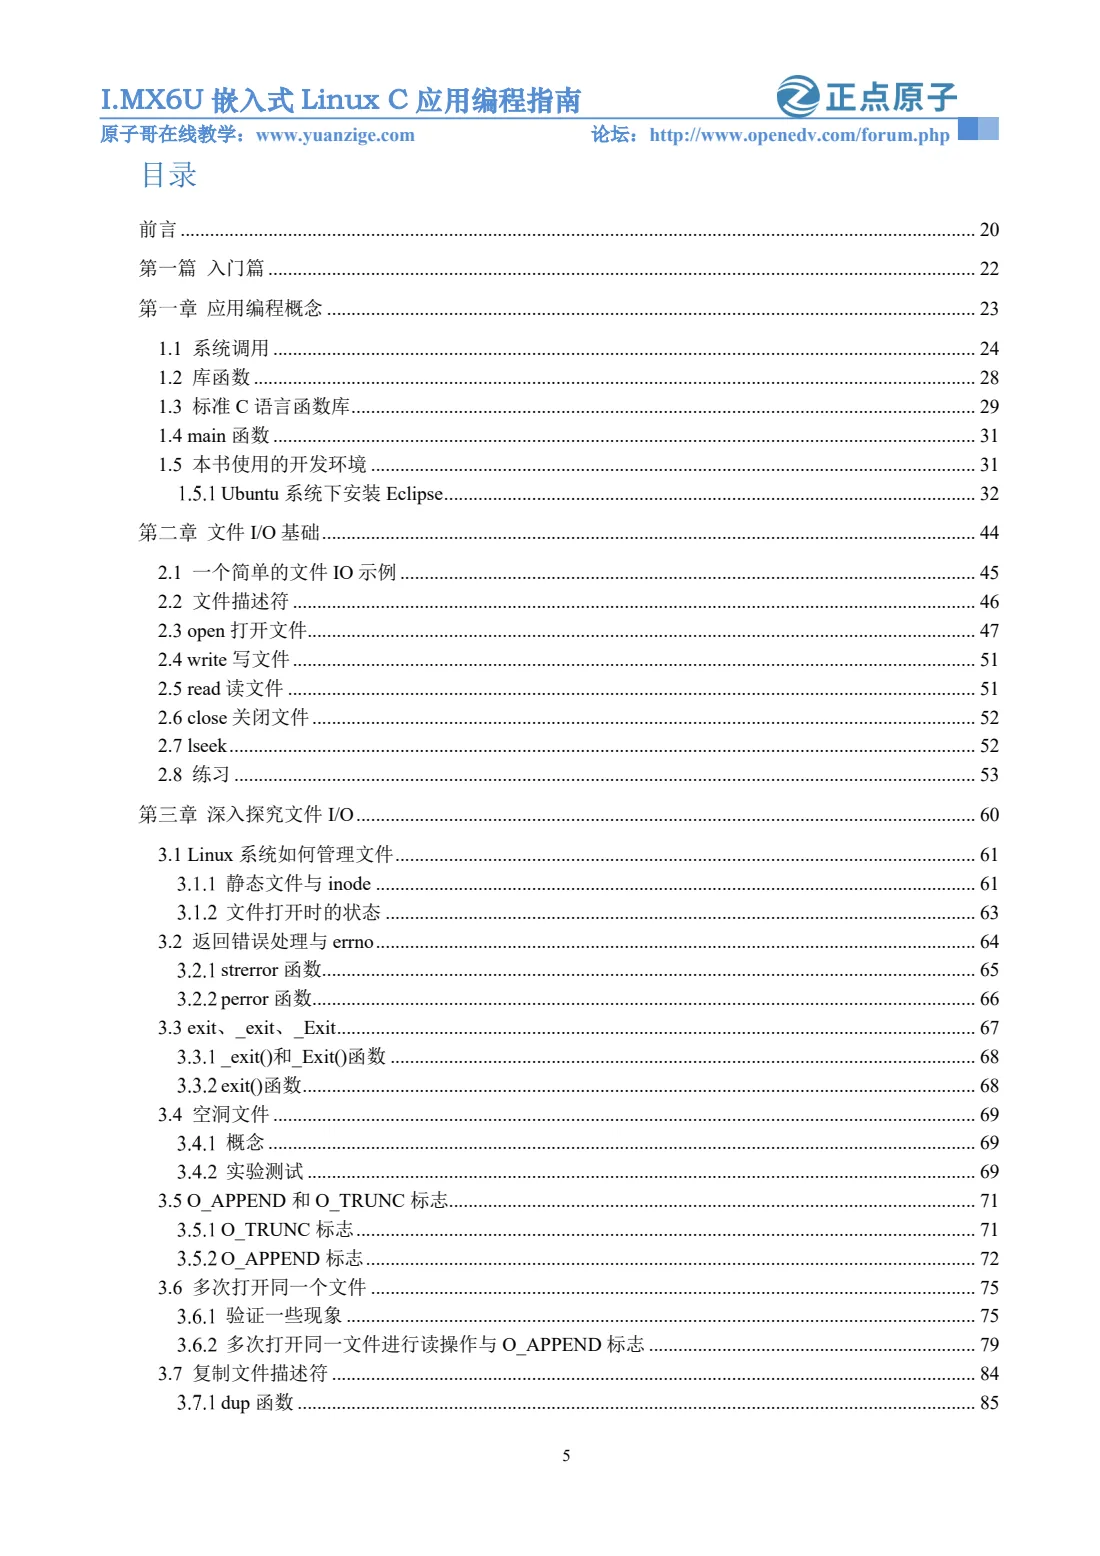 I.MX6U 嵌入式 Linux C 应用编程指南
正点原子
原子哥在线教学：www.yuanzige.com 论坛：http://www.openedv.com/forum.php
目录
前言 20
第一篇 入门篇 22
第一章 应用编程概念 23
1.1 系统调用 24
1.2 库函数 28
1.3 标准 C 语言函数库 29
1.4 main 函数 31
1.5 本书使用的开发环境 31
1.5.1 Ubuntu 系统下安装 Eclipse 32
第二章 文件 I/O 基础 44
2.1 一个简单的文件 IO 示例 45
2.2 文件描述符 46
2.3 open 打开文件 47
2.4 write 写文件 51
2.5 read 读文件 51
2.6 close 关闭文件 52
2.7 lseek 52
2.8 练习 53
第三章 深入探究文件 I/O 60
3.1 Linux 系统如何管理文件 61
3.1.1 静态文件与 inode 61
3.1.2 文件打开时的状态 63
3.2 返回错误处理与 errno 64
3.2.1 strerror 函数 65
3.2.2 perror 函数 66
3.3 exit、_exit、_Exit 67
3.3.1 _exit()和_Exit()函数 68
3.3.2 exit()函数 68
3.4 空洞文件 69
3.4.1 概念 69
3.4.2 实验测试 69
3.5 O_APPEND 和 O_TRUNC 标志 71
3.5.1 O_TRUNC 标志 71
3.5.2 O_APPEND 标志 72
3.6 多次打开同一个文件 75
3.6.1 验证一些现象 75
3.6.2 多次打开同一文件进行读操作与 O_APPEND 标志 79
3.7 复制文件描述符 84
3.7.1 dup 函数 85
5